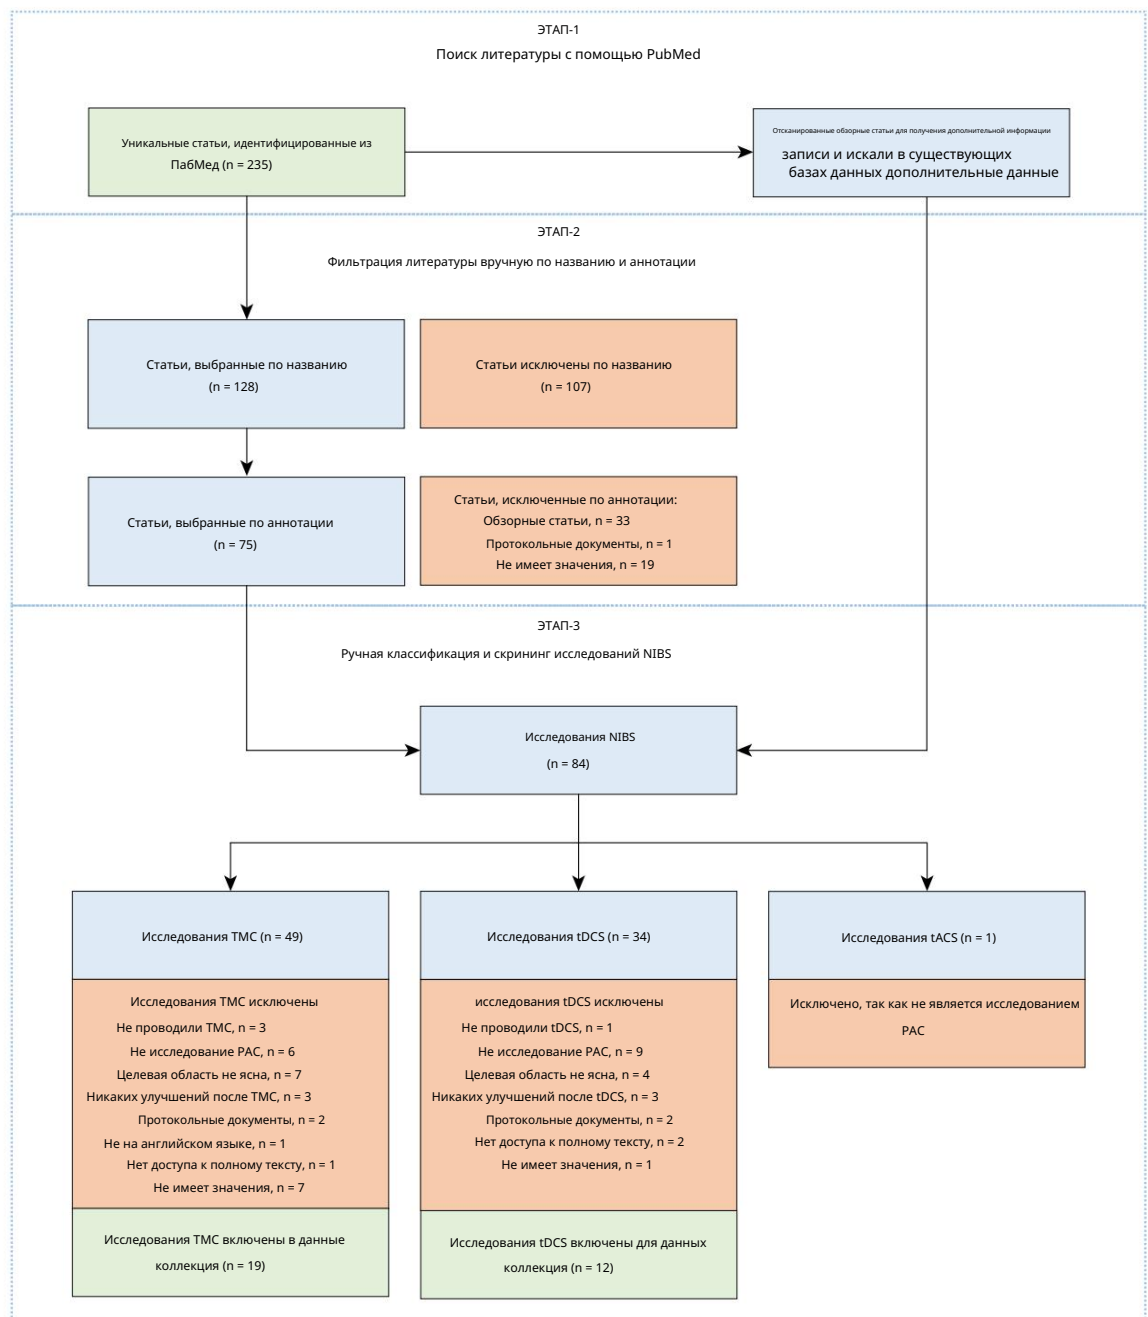 ЭТАП-1
Поиск литературы с помощью PubMed
Уникальные статьи, идентифицированные из
ПабМед (n = 235)
Отсканированные обзорные статьи для получения дополнительной информации
записи и искали в существующих
базах данных дополнительные данные
ЭТАП-2
Фильтрация литературы вручную по названию и аннотации
Статьи, выбранные по названию
(n = 128)
Статьи исключены по названию
(n = 107)
Статьи, выбранные по аннотации
(n = 75)
Статьи, исключенные по аннотации:
Обзорные статьи, n = 33
Протокольные документы, n = 1
Не имеет значения, n = 19
ЭТАП-3
Ручная классификация и скрининг исследований NIBS
Исследования NIBS
(n = 84)
Исследования ТМС (n = 49)
Исследования ТМС исключены
Не проводили ТМС, n = 3
Не исследование РАС, n = 6
Целевая область не ясна, n = 7
Никаких улучшений после ТМС, n = 3
Протокольные документы, n = 2
Не на английском языке, n = 1
Нет доступа к полному тексту, n = 1
Не имеет значения, n = 7
Исследования ТМС включены в данные
коллекция (n = 19)
Исследования tDCS (n = 34)
исследования tDCS исключены
Не проводили tDCS, n = 1
Не исследование РАС, n = 9
Целевая область не ясна, n = 4
Никаких улучшений после tDCS, n = 3
Протокольные документы, n = 2
Нет доступа к полному тексту, n = 2
Не имеет значения, n = 1
Исследования tDCS включены для данных
коллекция (n = 12)
Исследования tACS (n = 1)
Исключено, так как не является исследованием
РАС